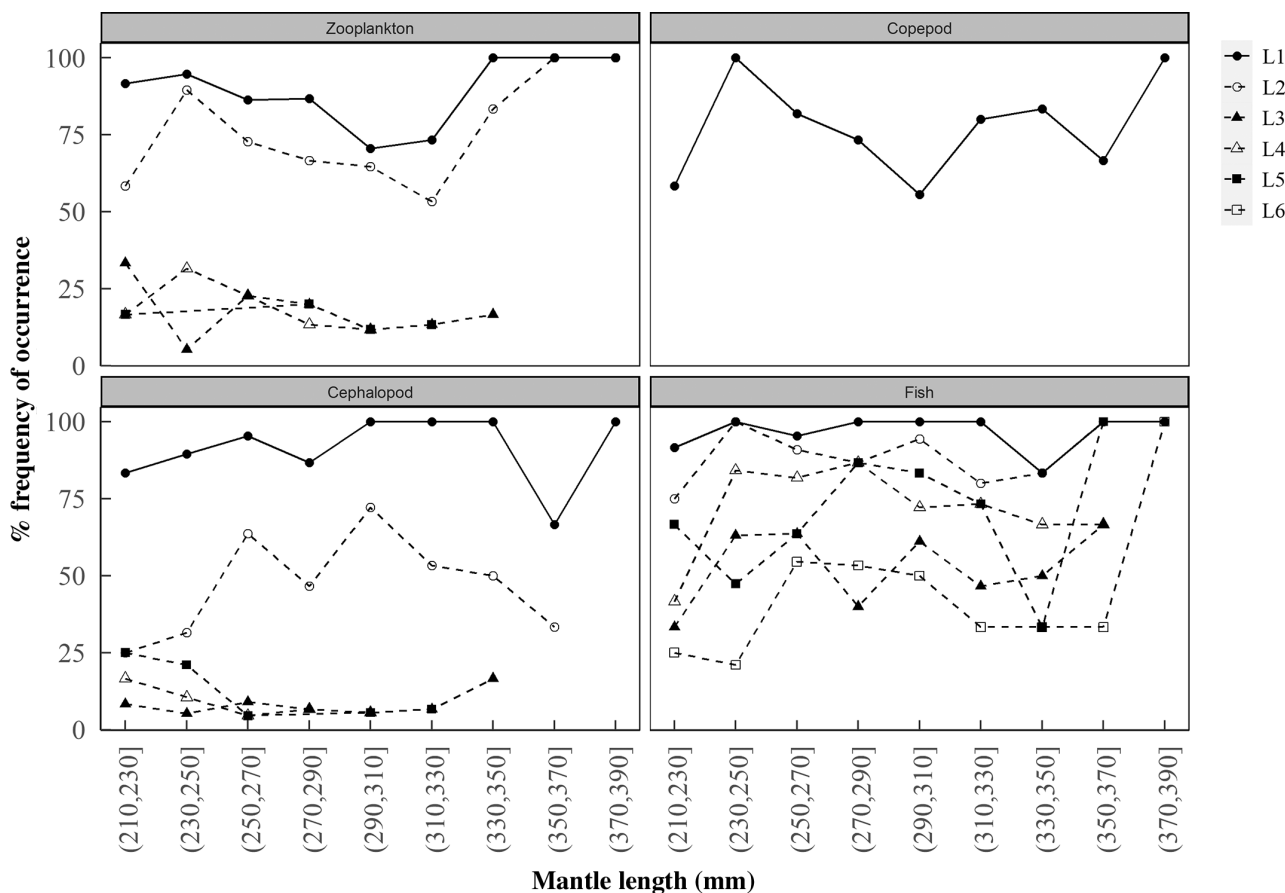 Zooplankton
Copepod
100
75
50
25
0
L1
L2
L3
L4
L5
L6
% frequency of occurrence
Cephalopod
Fish
100
75
50
25
0
(210,230]
(230,250]
(250,270]
(270,290]
(290,310]
(310,330]
(330,350]
(350,370]
(370,390]
(210,230]
(230,250]
(250,270]
(270,290]
(290,310]
(310,330]
(330,350]
(350,370]
(370,390]
Mantle length (mm)